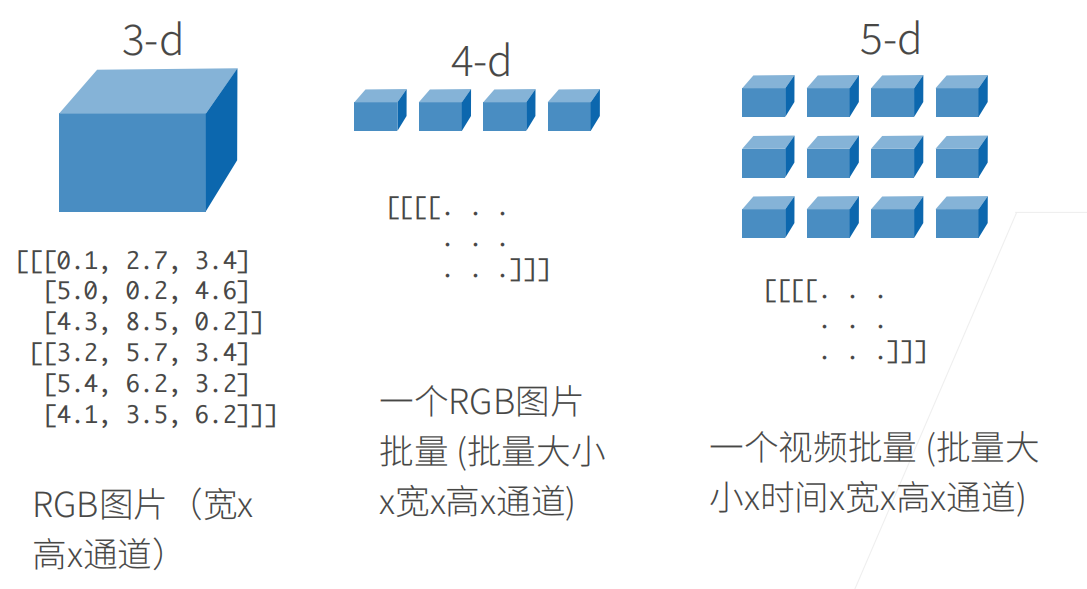 3-d
[[[0.1, 2.7, 3.4]
[5.0, 0.2, 4.6]
[4.3, 8.5, 0.2]]
[[3.2, 5.7, 3.4]
[5.4, 6.2, 3.2]
[4.1, 3.5, 6.2]]]
RGB图片（宽x
高x通道）
4-d
[[[[. . .
. . .
. . .]]]
一个RGB图片
批量 (批量大小
x宽x高x通道)
5-d
[[[[. . .
. . .
. . .]]]
一个视频批量 (批量大
小x时间x宽x高x通道)